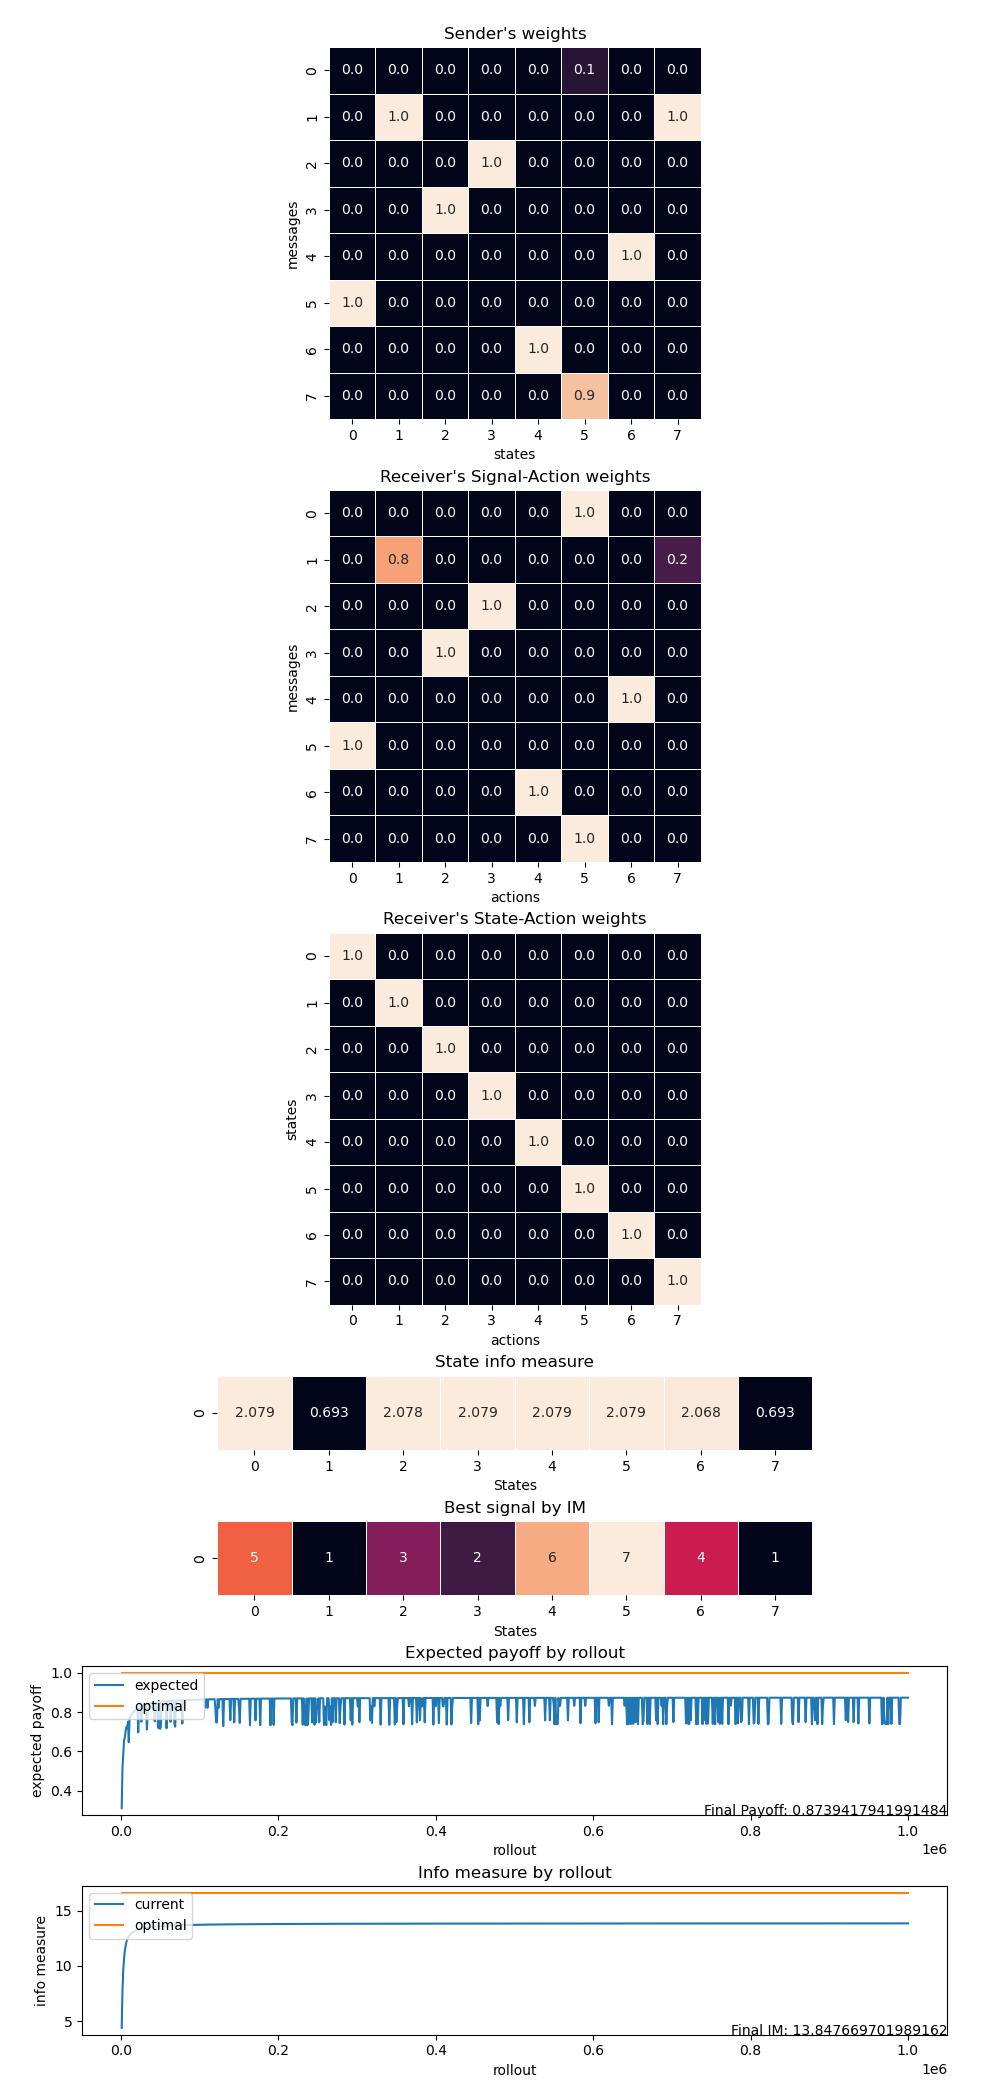 Sender's weights
0 0.0 0.0 0.0 0.0 0.0 0.1 0.0 0.0
1 0.0 1.0 0.0 0.0 0.0 0.0 0.0 1.0
2 0.0 0.0 0.0 1.0 0.0 0.0 0.0 0.0
3 0.0 0.0 1.0 0.0 0.0 0.0 0.0 0.0
messages
4 0.0 0.0 0.0 0.0 0.0 0.0 1.0 0.0
5 1.0 0.0 0.0 0.0 0.0 0.0 0.0 0.0
6 0.0 0.0 0.0 0.0 1.0 0.0 0.0 0.0
7 0.0 0.0 0.0 0.0 0.0 0.9 0.0 0.0
0 1 2 3 4 5 6 7
states
Receiver's Signal-Action weights
0 0.0 0.0 0.0 0.0 0.0 1.0 0.0 0.0
1 0.0 0.8 0.0 0.0 0.0 0.0 0.0 0.2
2 0.0 0.0 0.0 1.0 0.0 0.0 0.0 0.0
3 0.0 0.0 1.0 0.0 0.0 0.0 0.0 0.0
messages
4 0.0 0.0 0.0 0.0 0.0 0.0 1.0 0.0
5 1.0 0.0 0.0 0.0 0.0 0.0 0.0 0.0
6 0.0 0.0 0.0 0.0 1.0 0.0 0.0 0.0
7 0.0 0.0 0.0 0.0 0.0 1.0 0.0 0.0
0 1 2 3 4 5 6 7
actions
Receiver's State-Action weights
0 1.0 0.0 0.0 0.0 0.0 0.0 0.0 0.0
1 0.0 1.0 0.0 0.0 0.0 0.0 0.0 0.0
2 0.0 0.0 1.0 0.0 0.0 0.0 0.0 0.0
3 0.0 0.0 0.0 1.0 0.0 0.0 0.0 0.0
states
4 0.0 0.0 0.0 0.0 1.0 0.0 0.0 0.0
5 0.0 0.0 0.0 0.0 0.0 1.0 0.0 0.0
6 0.0 0.0 0.0 0.0 0.0 0.0 1.0 0.0
7 0.0 0.0 0.0 0.0 0.0 0.0 0.0 1.0
0 1 2 3 4 5 6 7
actions
State info measure
0 2.079 0.693 2.078 2.079 2.079 2.079 2.068 0.693
0 1 2 3 4 5 6 7
States
Best signal by IM
0 5 1 3 2 6 7 4 1
0 1 2 3 4 5 6 7
States
Expected payoff by rollout
expected payoff
1.0
0.8
0.6
0.4
expected
optimal
Final Payoff: 0.8739417941991484
0.0 0.2 0.4 0.6 0.8 1.0
1e6
rollout
Info measure by rollout
info measure
15
10
5
current
optimal
Final IM: 13.847669701989162
0.0 0.2 0.4 0.6 0.8 1.0
1e6
rollout